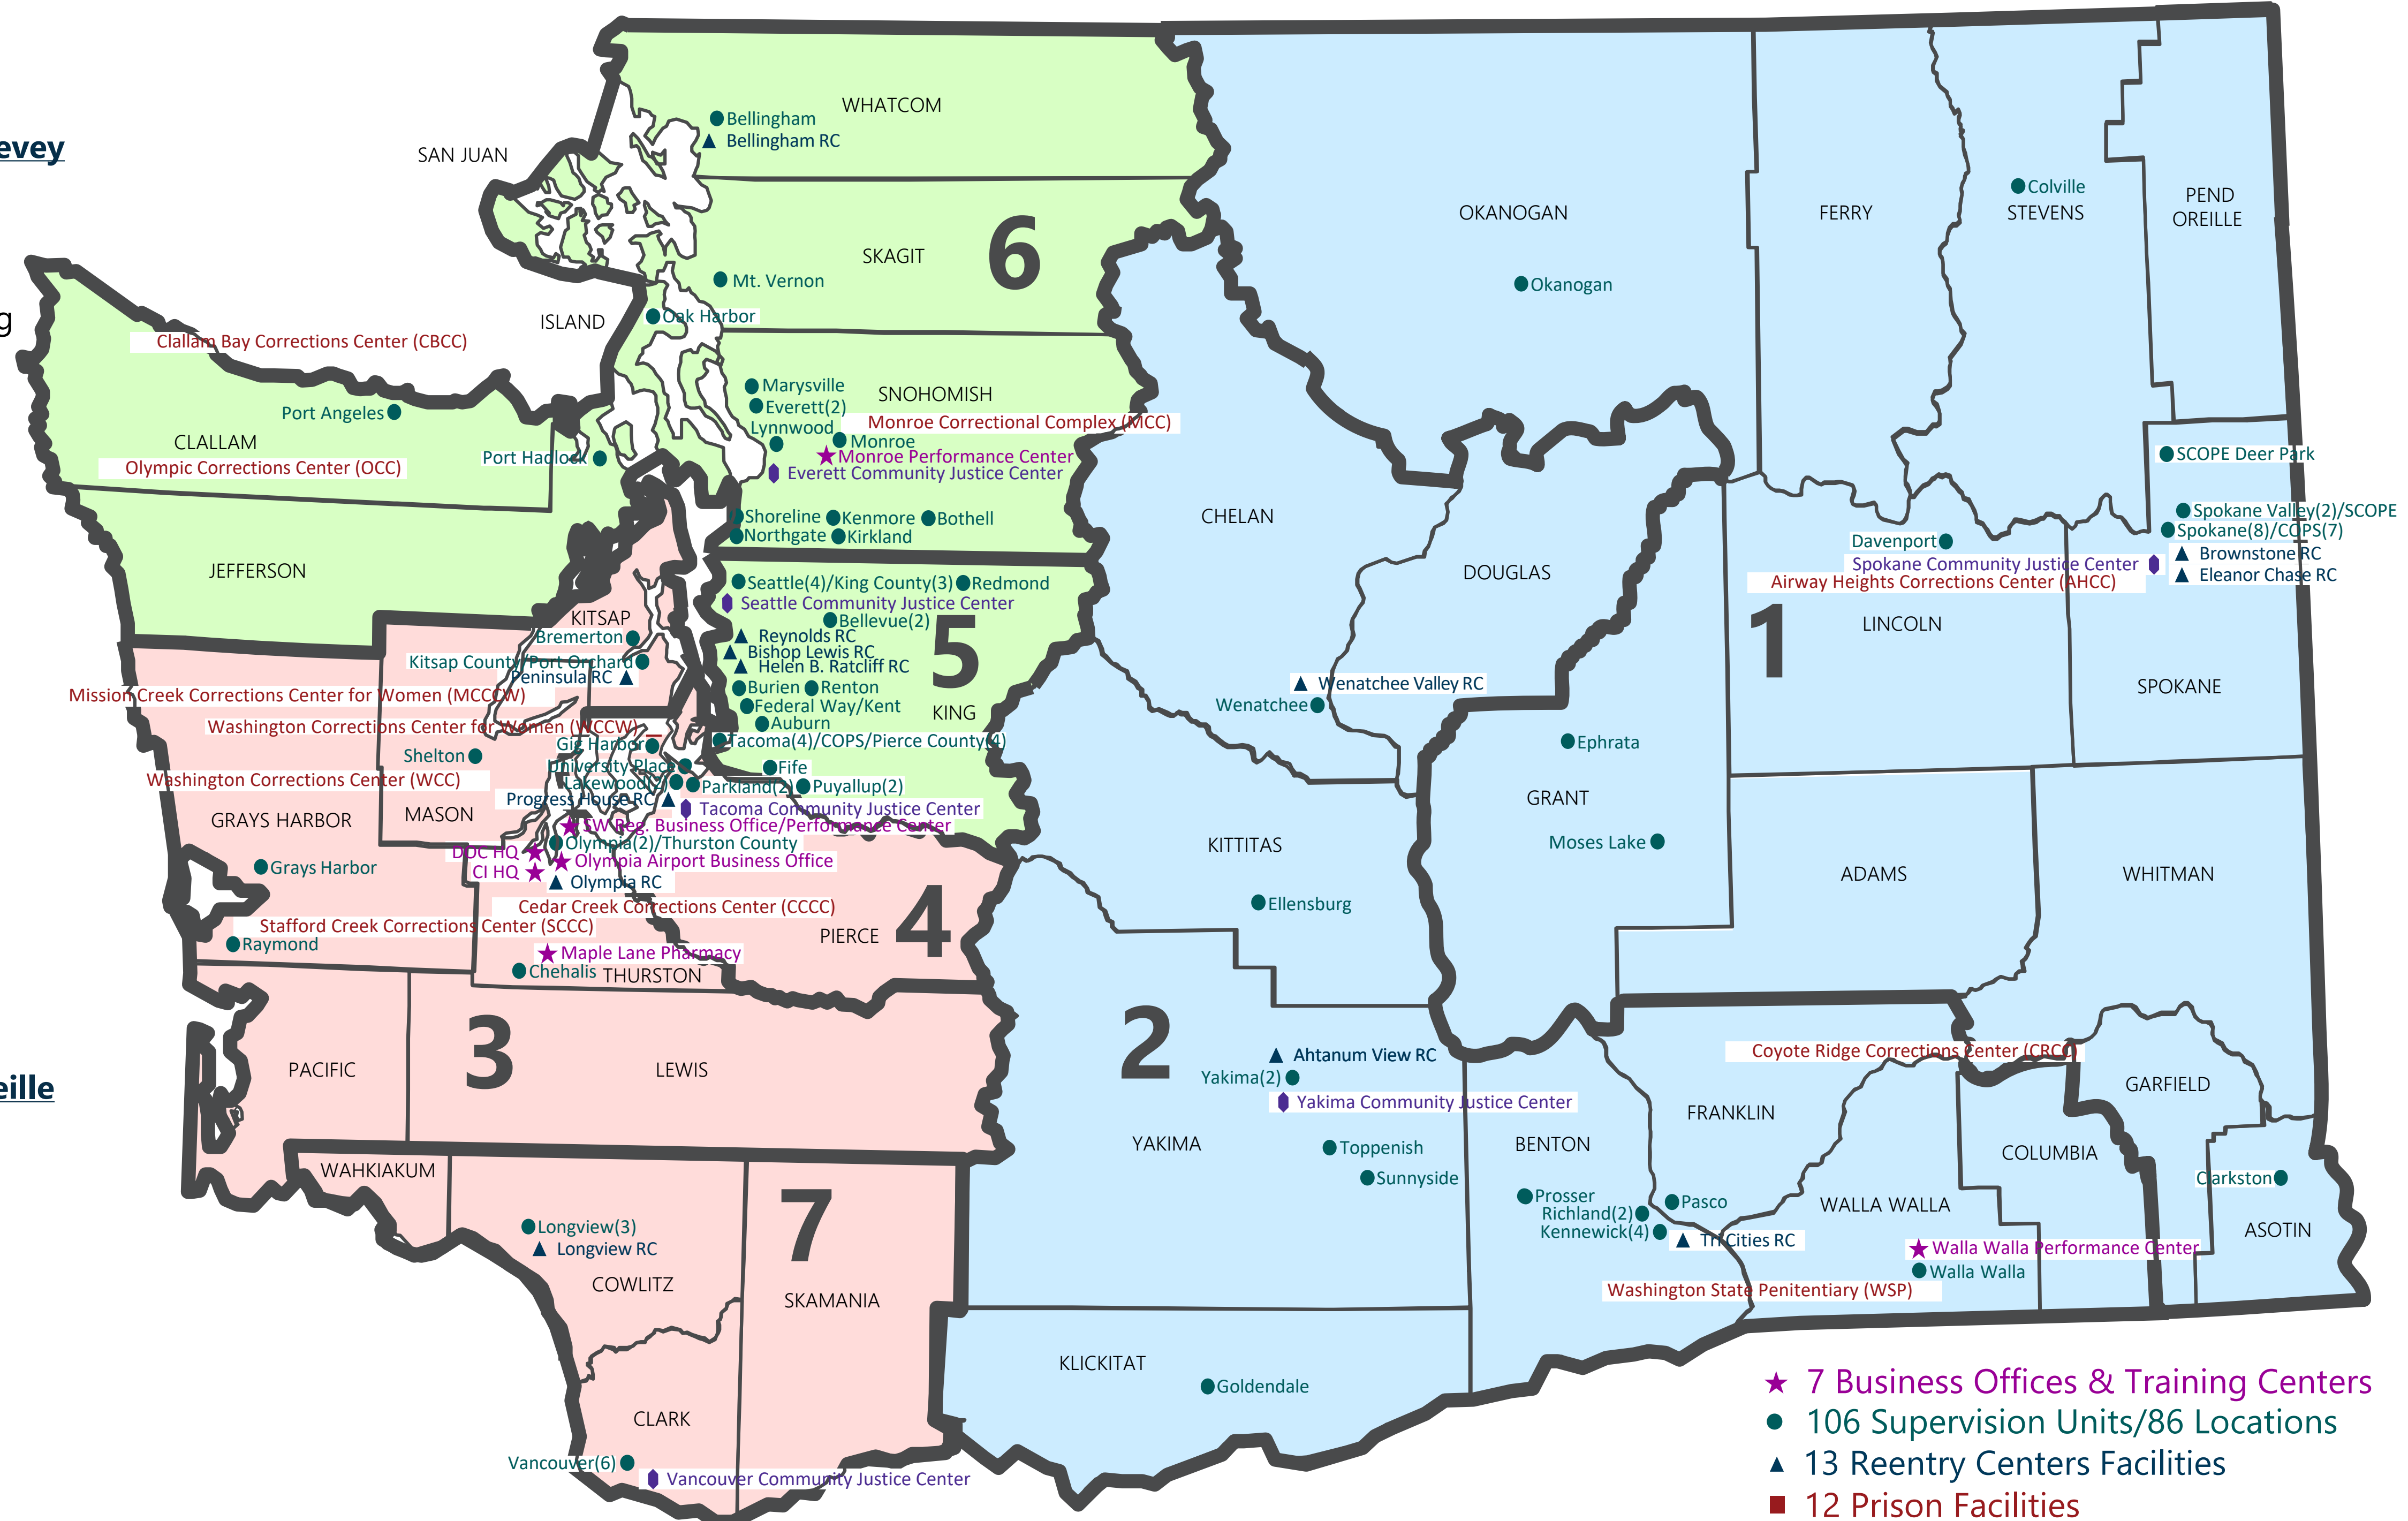 evey
g
eille
WHATCOM
Bellingham
Bellingham RC
SAN JUAN
SKAGIT
6
Mt. Vernon
ISLAND
Oak Harbor
Clallam Bay Corrections Center (CBCC)
Port Angeles
CLALLAM
Olympic Corrections Center (OCC)
Port Hadlock
JEFFERSON
Marysville
SNOHOMISH
Everett(2)
Monroe Correctional Complex (MCC)
Lynnwood
Monroe
Monroe Performance Center
Everett Community Justice Center
Shoreline
Kenmore
Bothell
Northgate
Kirkland
Seattle(4)/King County(3)
Redmond
Seattle Community Justice Center
Bellevue(2)
5
Reynolds RC
Bishop Lewis RC
Helen B. Ratcliff RC
Burien
Renton
Federal Way/Kent
KING
Auburn
Tacoma(4)/COPS/Pierce County(4)
Fife
Parkland(2)
Puyallup(2)
Tacoma Community Justice Center
KITSAP
Bremerton
Kitsap County/Port Orchard
Peninsula RC
Mission Creek Corrections Center for Women (MCCCW)
Washington Corrections Center for Women (WCCW)
Gig Harbor
Shelton
University Place
Washington Corrections Center (WCC)
Lakewood(2)
Progress House RC
MASON
GRAYS HARBOR
SW Reg. Business Office/Performance Center
Olympia(2)/Thurston County
DOC HQ
Olympia Airport Business Office
CI HQ
Olympia RC
Grays Harbor
Cedar Creek Corrections Center (CCCC)
Stafford Creek Corrections Center (SCCC)
Raymond
PIERCE
4
Maple Lane Pharmacy
Chehalis
THURSTON
3
PACIFIC
LEWIS
WAHKIAKUM
7
Longview(3)
Longview RC
COWLITZ
SKAMANIA
CLARK
Vancouver(6)
Vancouver Community Justice Center
OKANOGAN
Okanogan
FERRY
Colville
STEVENS
PEND
OREILLE
CHELAN
DOUGLAS
Wenatchee Valley RC
Wenatchee
SCOPE Deer Park
Spokane Valley(2)/SCOPE
Spokane(8)/COPS(7)
Davenport
Brownstone RC
Spokane Community Justice Center
Eleanor Chase RC
Airway Heights Corrections Center (AHCC)
1
LINCOLN
SPOKANE
Ephrata
GRANT
Moses Lake
KITTITAS
Ellensburg
ADAMS
WHITMAN
2
Ahtanum View RC
Yakima(2)
Yakima Community Justice Center
YAKIMA
Toppenish
Sunnyside
Coyote Ridge Corrections Center (CRCC)
FRANKLIN
BENTON
GARFIELD
COLUMBIA
Prosser
Pasco
Richland(2)
Kennewick(4)
Tri Cities RC
WALLA WALLA
Clarkston
ASOTIN
Walla Walla Performance Center
Walla Walla
Washington State Penitentiary (WSP)
KLICKITAT
Goldendale
7 Business Offices & Training Centers
106 Supervision Units/86 Locations
13 Reentry Centers Facilities
12 Prison Facilities